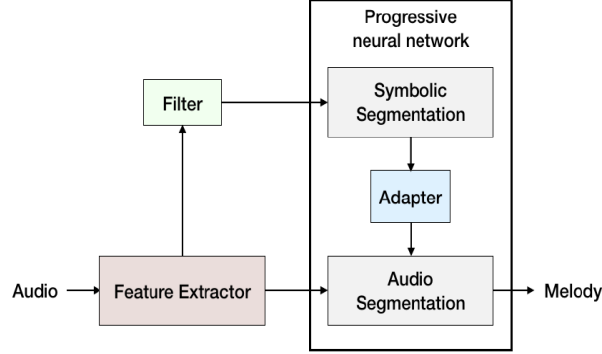 Progressive
neural network
Filter
Symbolic
Segmentation
Adapter
Audio
Feature Extractor
Audio
Segmentation
Melody